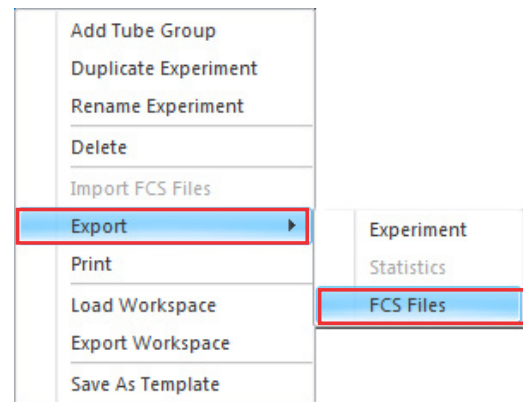 Add Tube Group
Duplicate Experiment
Rename Experiment
Delete
Import FCS Files
Export
Print
Load Workspace
Export Workspace
Save As Template
Experiment
Statistics
FCS Files